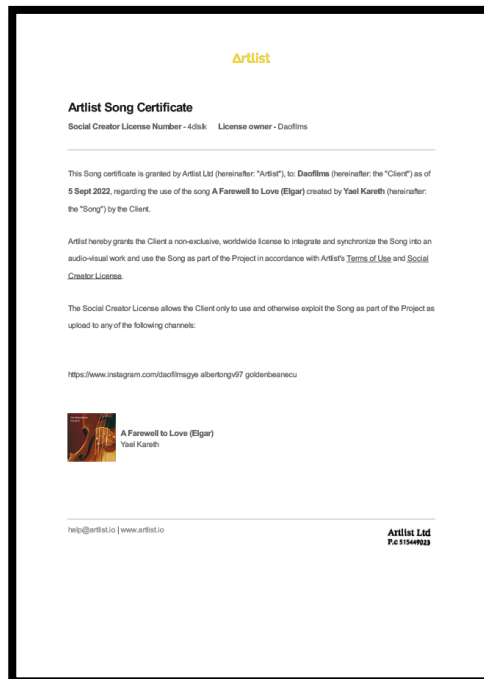 Artlist
Artlist Song Certificate
Social Creator License Number - 4dlslk License owner - Daofilms
This Song certificate is granted by Artlist Ltd (hereinafter: "Artlist"), to: Daofilms (hereinafter: the "Client") as of
5 Sept 2022, regarding the use of the song A Farewell to Love (Elgar) created by Yael Kareth (hereinafter:
the "Song") by the Client.
Artlist hereby grants the Client a non-exclusive, worldwide license to integrate and synchronize the Song into an
audio-visual work and use the Song as part of the Project in accordance with Artlist's Terms of Use and Social
Creator License.
The Social Creator License allows the Client only to use and otherwise exploit the Song as part of the Project as
upload to any of the following channels:
https://www.instagram.com/daofilmsgye albertongv97 goldenbeanecu
A Farewell to Love (Elgar)
Yael Kareth
help@artlist.io | www.artlist.io
Artlist Ltd
P.c 515449023